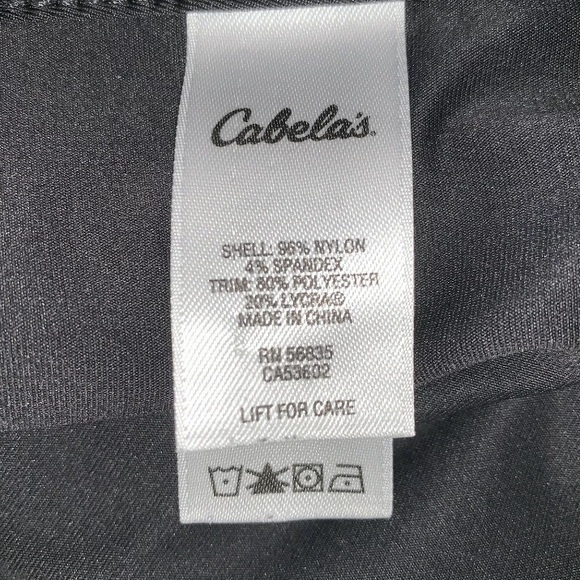 Cabela's.
SHELL: 96% NYLON
4% SPANDEX
TRIM: 80% POLYESTER
20% LYCRA®
MADE IN CHINA
RN 56835
CA53602
LIFT FOR CARE